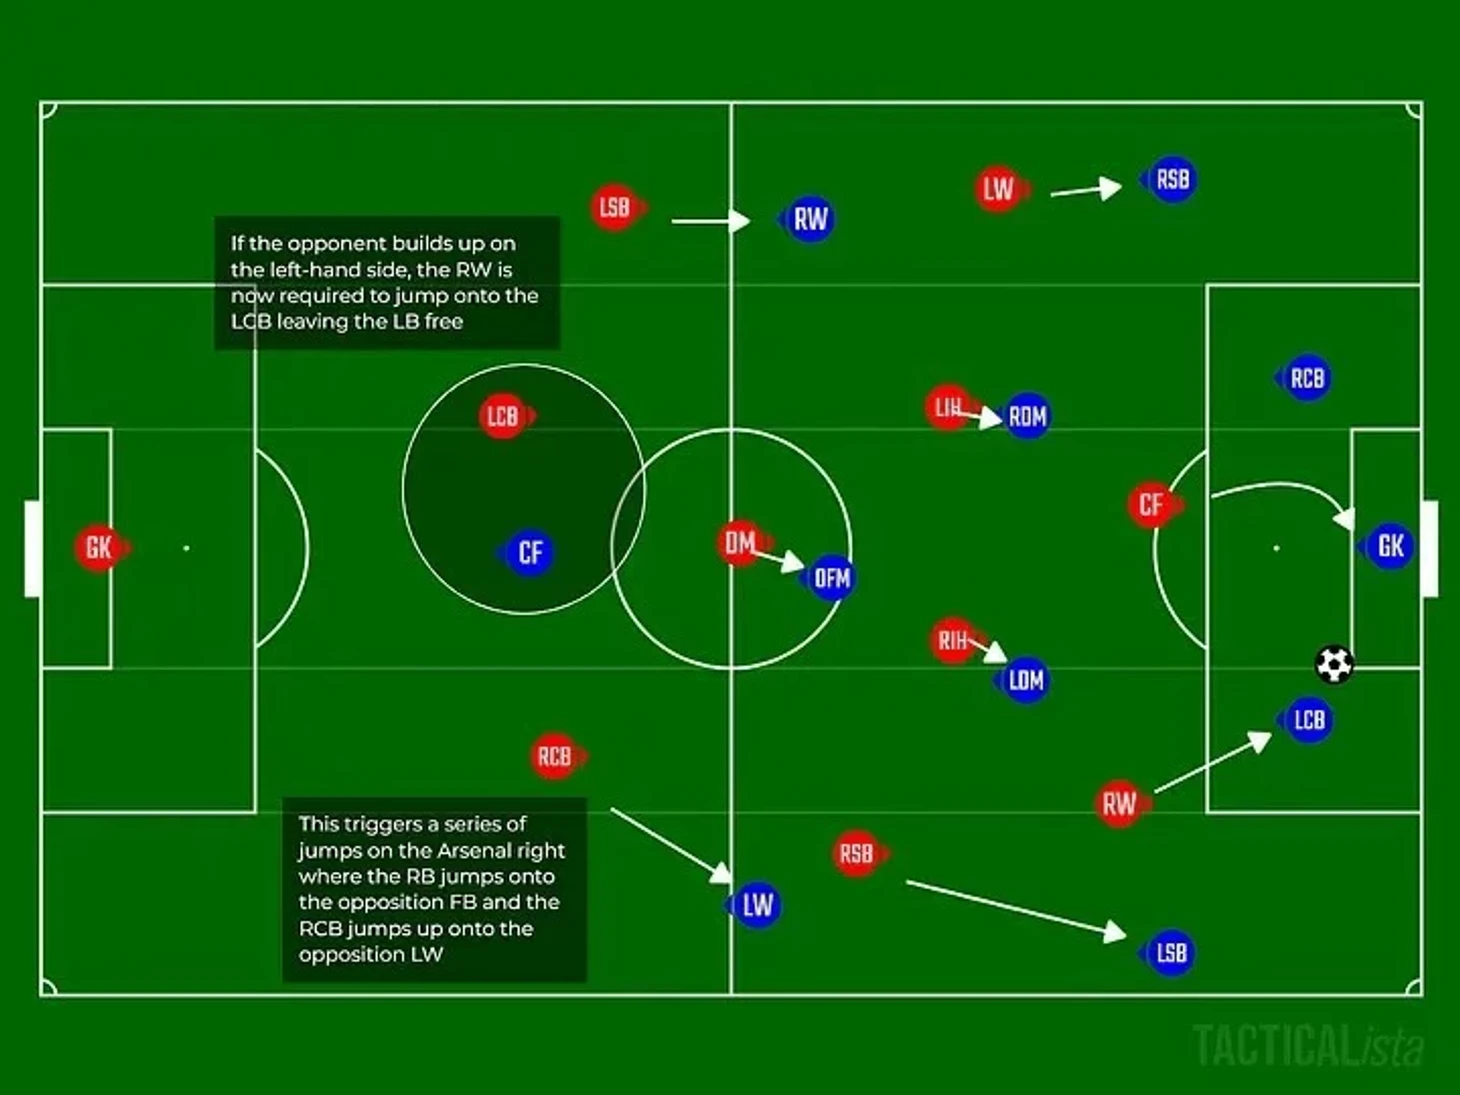 LSB
RW
LW
RSB
If the opponent builds up on
the left-hand side, the RW is
now required to jump onto the
LCB leaving the LB free
RCB
LCB
LIH
RDM
CF
GK
CF
DM
OFM
GK
RIH
LDM
LCB
RCB
RW
This triggers a series of
jumps on the Arsenal right
where the RB jumps onto
the opposition FB and the
RCB jumps up onto the
opposition LW
RSB
LW
LSB
TACTICALista